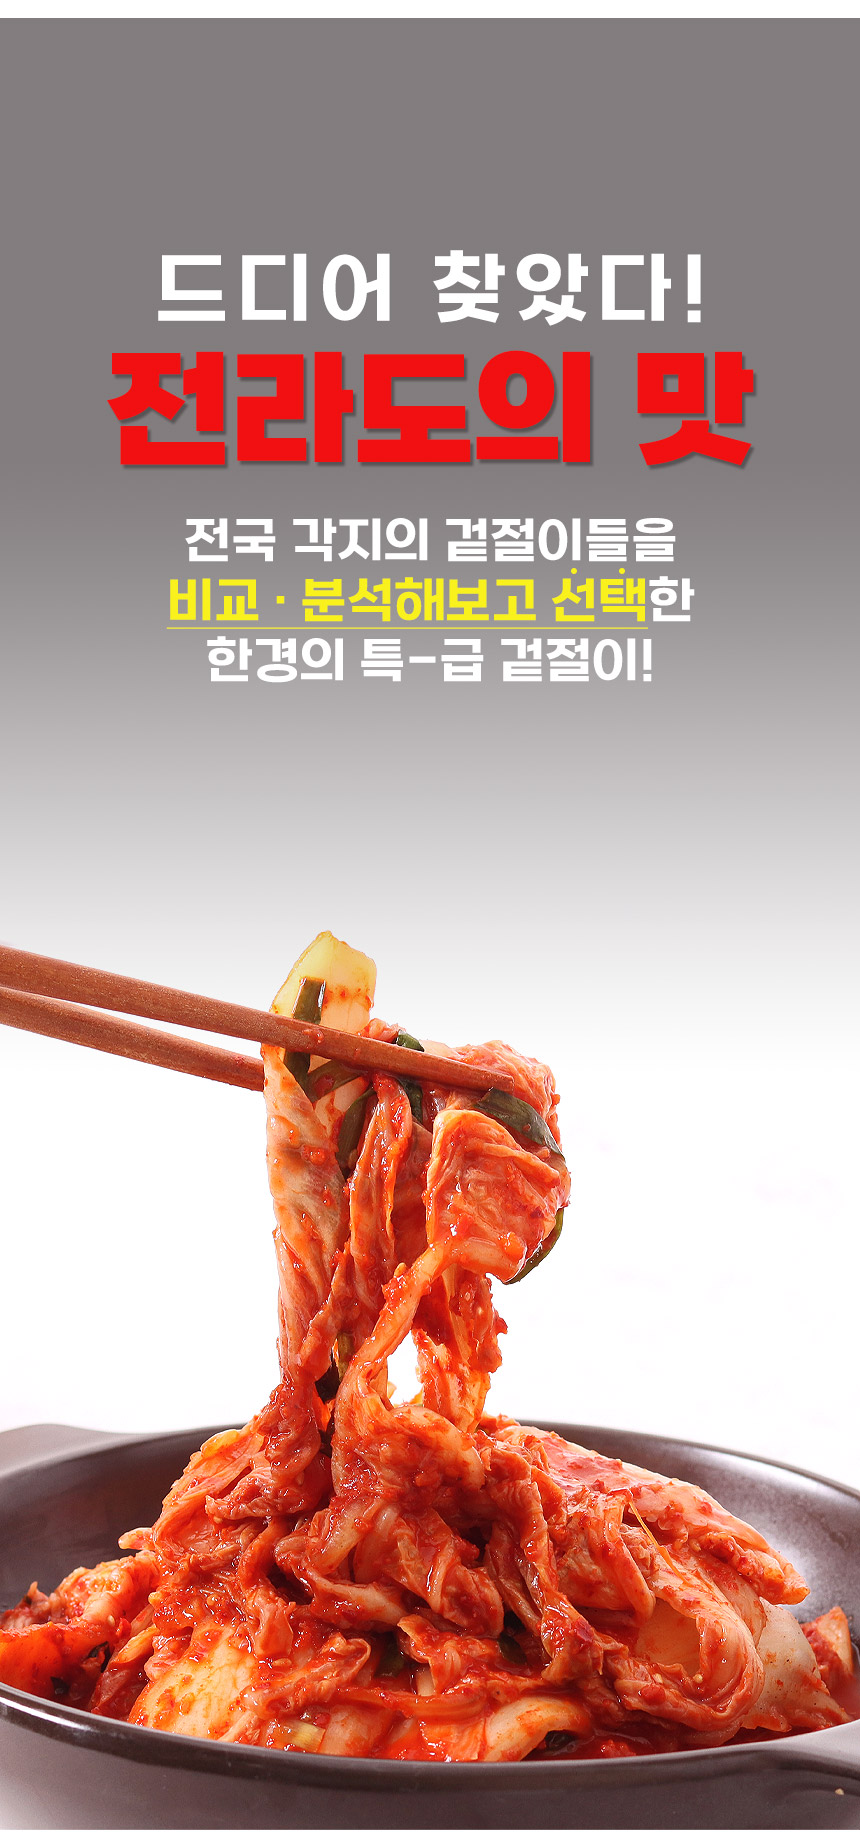 드디어 찾았다!
전라도의 맛
전국 각지의 겉절이들을
비교 · 분석해보고 선택한
한경의 특-급 겉절이!